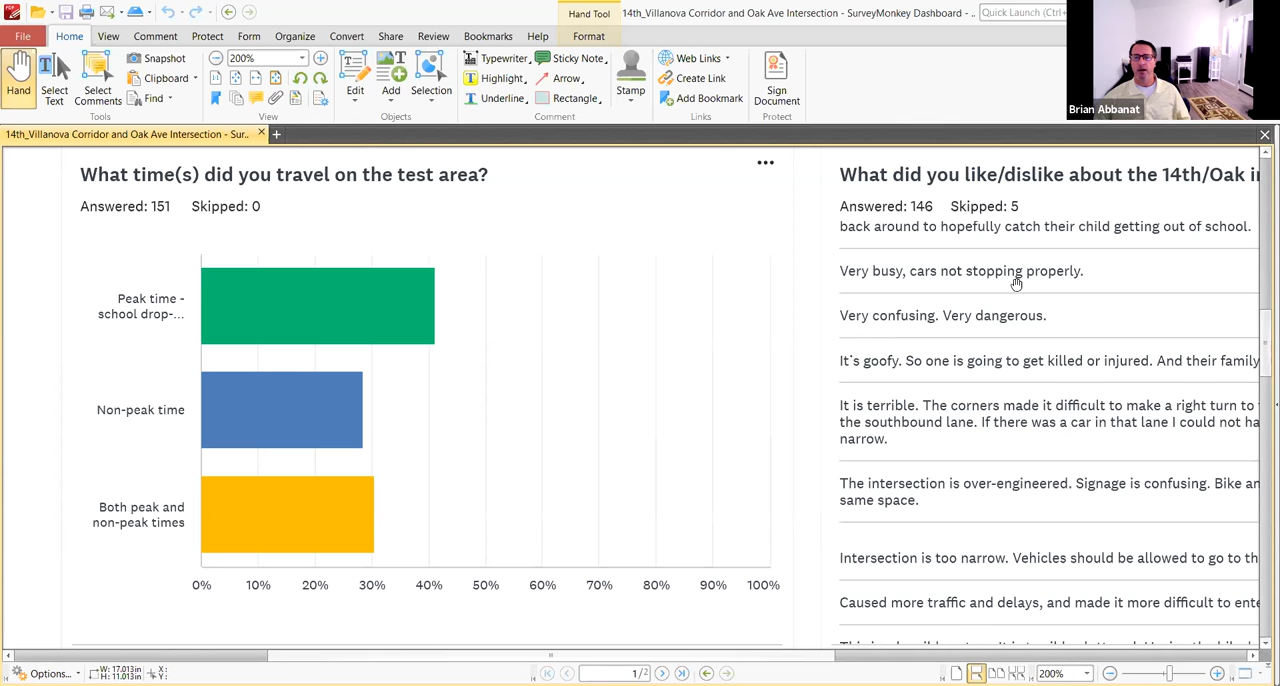 Hand Tool
14th_Villanova Corridor and Oak Ave Intersection - SurveyMonkey Dashboard - ...
Quick Launch (Ctrl+
File
Home
View
Comment
Protect
Form
Organize
Convert
Share
Review
Bookmarks
Help
Format
Hand
Select Text
Select Comments
Snapshot
Clipboard
Find
Tools
200%
View
Edit
Add
Selection
Objects
Typewriter
Highlight
Underline
Sticky Note
Arrow
Rectangle
Stamp
Comment
Web Links
Create Link
Add Bookmark
Links
Sign Document
Protect
Brian Abbanat
14th_Villanova Corridor and Oak Ave Intersection - Sur..
What time(s) did you travel on the test area?
Answered: 151 Skipped: 0
Peak time -
school drop-...
Non-peak time
Both peak and
non-peak times
0% 10% 20% 30% 40% 50% 60% 70% 80% 90% 100%
What did you like/dislike about the 14th/Oak i
Answered: 146 Skipped: 5
back around to hopefully catch their child getting out of school.
Very busy, cars not stopping properly.
Very confusing. Very dangerous.
It's goofy. So one is going to get killed or injured. And their family
It is terrible. The corners made it difficult to make a right turn to
the southbound lane. If there was a car in that lane I could not ha
narrow.
The intersection is over-engineered. Signage is confusing. Bike an
same space.
Intersection is too narrow. Vehicles should be allowed to go to th
Caused more traffic and delays, and made it more difficult to ente
Options...
W: 17.013in
H: 11.013in
X:
Y:
1/2
200%